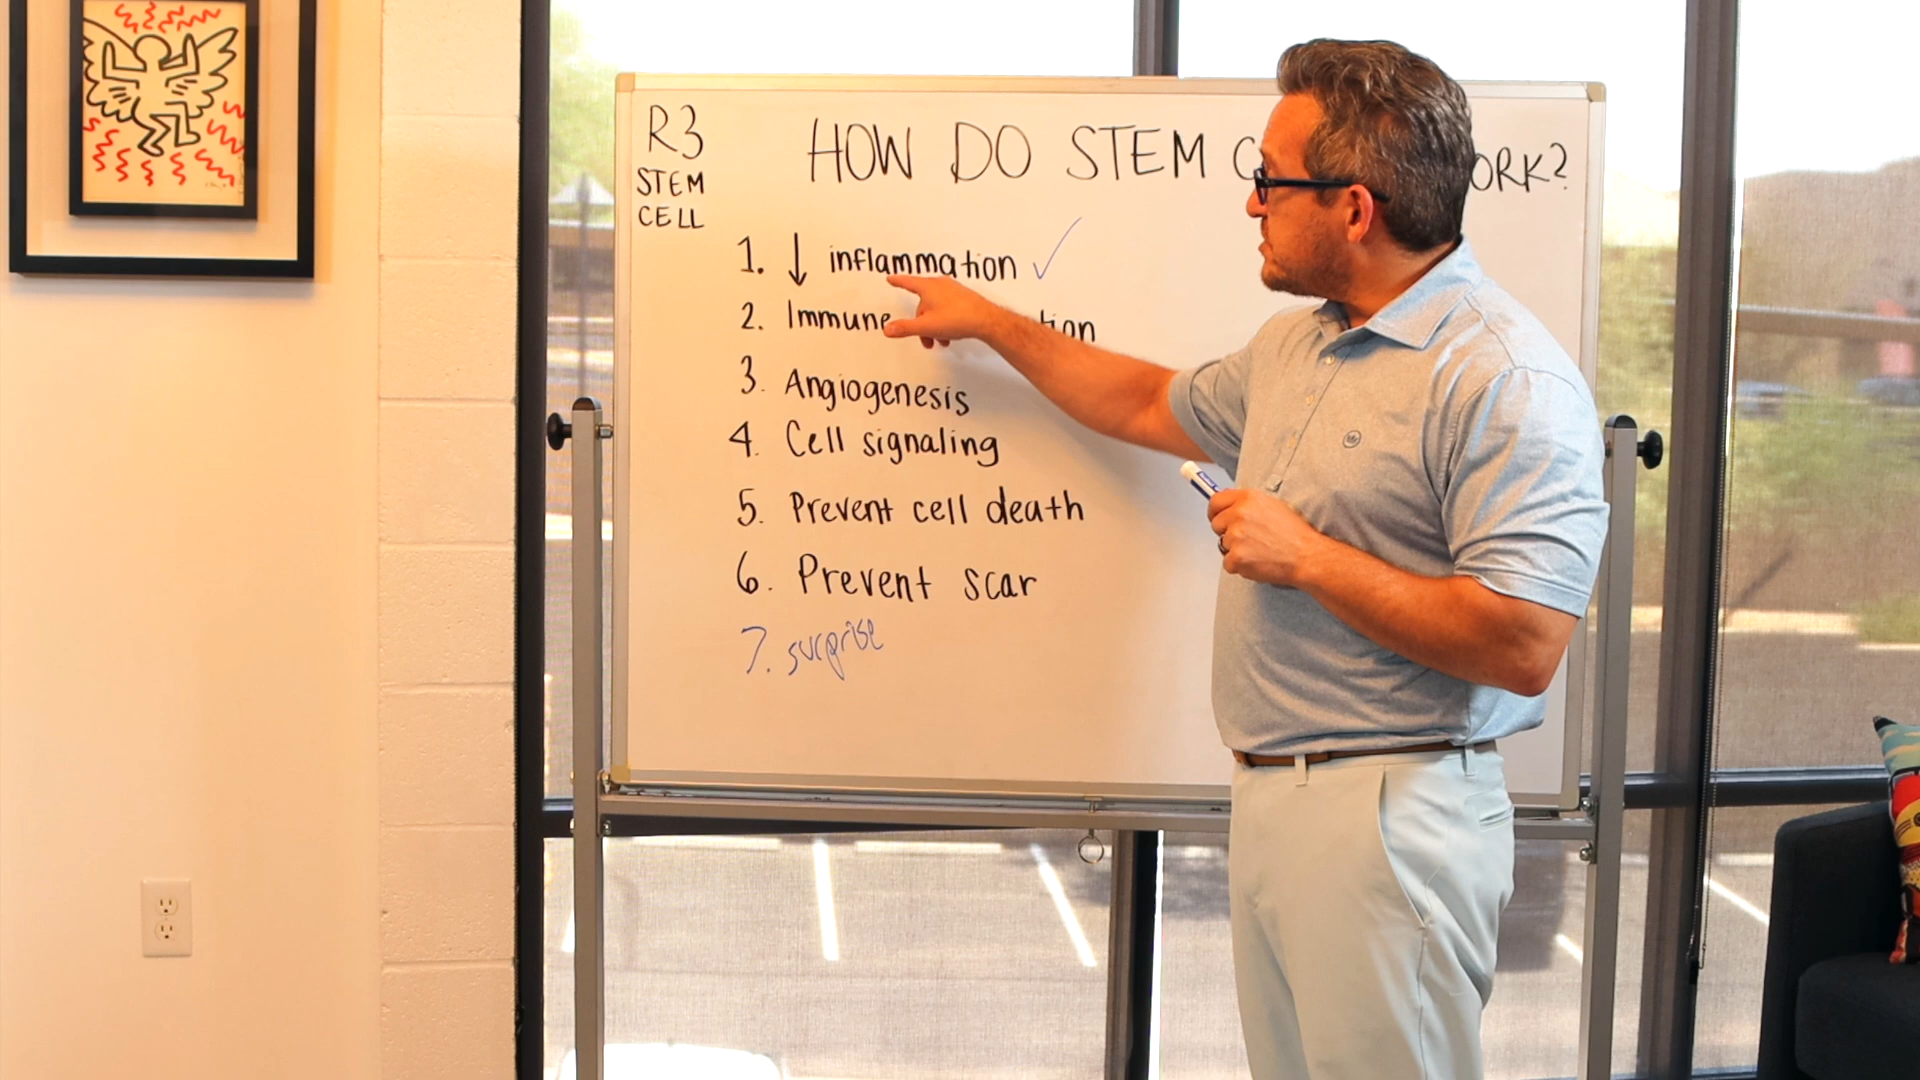 R3
STEM
CELL
HOW DO STEM C ORK?
1. ↓ inflammation ✓
2. Immune tion
3. Angiogenesis
4. Cell signaling
5. Prevent cell death
6. Prevent scar
7. surprise